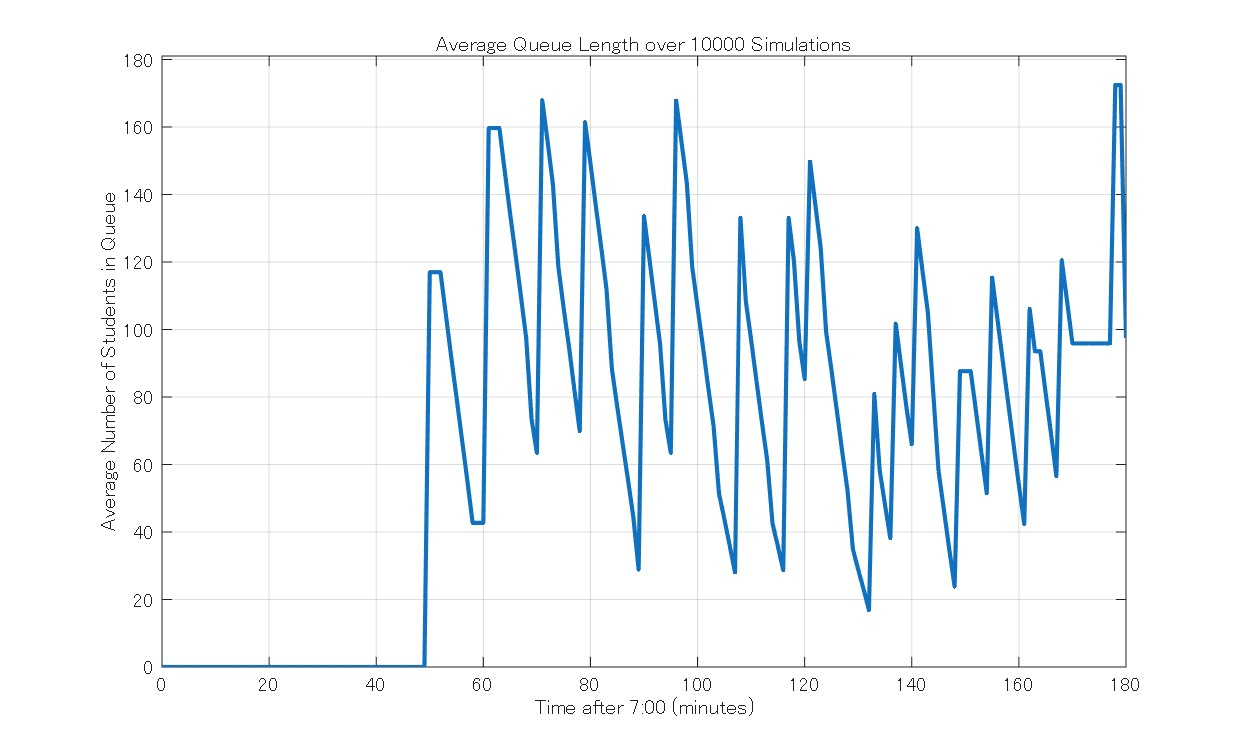 Average Queue Length over 10000 Simulations
180
160
140
120
100
80
60
40
20
0
Average Number of Students in Queue
0 20 40 60 80 100 120 140 160 180
Time after 7:00 (minutes)